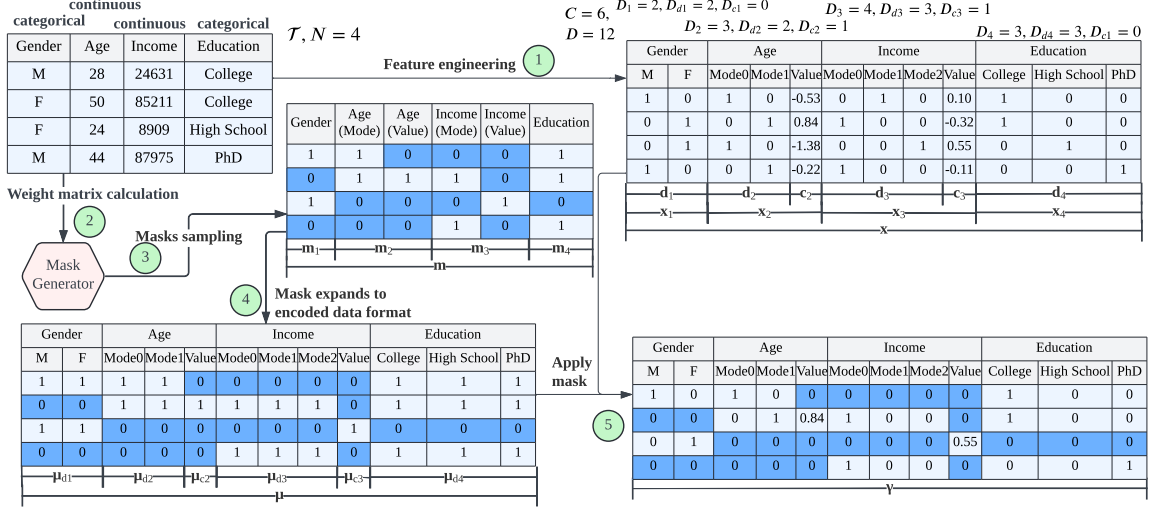 categorical continuous continuous categorical
Gender Age Income Education
M 28 24631 College
F 50 85211 College
F 24 8909 High School
M 44 87975 PhD
𝒯, N = 4
C = 6,
D = 12
D₁ = 2, D_d1 = 2, D_c1 = 0
D₂ = 3, D_d2 = 2, D_c2 = 1
D₃ = 4, D_d3 = 3, D_c3 = 1
D₄ = 3, D_d4 = 3, D_c1 = 0
Feature engineering 1
Gender Age Income Education
M F Mode0 Mode1 Value Mode0 Mode1 Mode2 Value College High School PhD
1 0 1 0 -0.53 0 1 0 0.10 1 0 0
0 1 0 1 0.84 1 0 0 -0.32 1 0 0
0 1 1 0 -1.38 0 0 1 0.55 0 1 0
1 0 0 1 -0.22 1 0 0 -0.11 0 0 1
d₁ d₂ c₂ d₃ c₃ d₄
x₁ x₂ x₃ x₄
x
Weight matrix calculation
2
Mask
Generator
Masks sampling
3
Gender Age (Mode) Age (Value) Income (Mode) Income (Value) Education
1 1 0 0 0 1
0 1 1 1 0 1
1 0 0 0 1 0
0 0 0 1 0 1
m₁ m₂ m₃ m₄
m
4
Mask expands to
encoded data format
Gender Age Income Education
M F Mode0 Mode1 Value Mode0 Mode1 Mode2 Value College High School PhD
1 1 1 1 0 0 0 0 0 1 1 1
0 0 1 1 1 1 1 1 0 1 1 1
1 1 0 0 0 0 0 0 1 0 0 0
0 0 0 0 0 1 1 1 0 1 1 1
μ_d1 μ_d2 μ_c2 μ_d3 μ_c3 μ_d4
μ
Apply
mask
5
Gender Age Income Education
M F Mode0 Mode1 Value Mode0 Mode1 Mode2 Value College High School PhD
1 0 1 0 0 0 0 0 0 1 0 0
0 0 0 1 0.84 1 0 0 0 1 0 0
0 1 0 0 0 0 0 0 0.55 0 0 0
0 0 0 0 0 1 0 0 0 0 0 1
γ